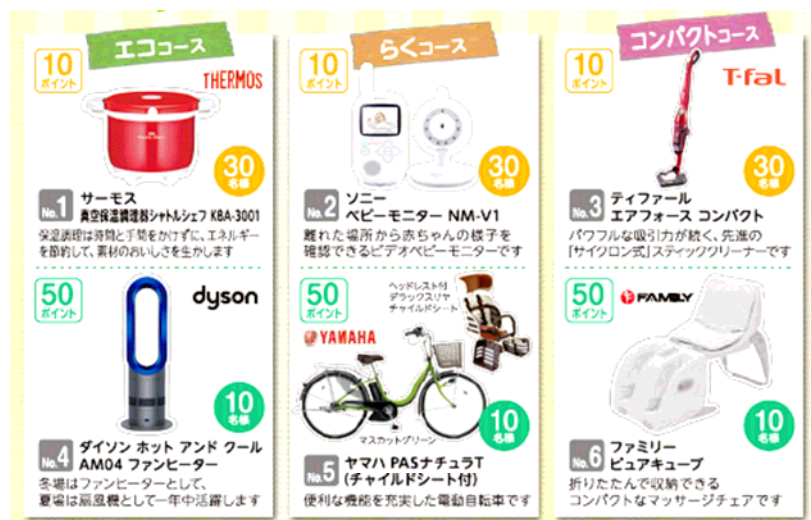 エココース
10
ポイント
THERMOS
30
名様
No.1 サーモス
真空保温調理器シャトルシェフ KBA-3001
保温調理は時間と手間をかけずに、エネルギー
を節約して、素材のおいしさを生かします
50
ポイント
dyson
10
名様
No.4 ダイソン ホット アンド クール
AM04 ファンヒーター
冬場はファンヒーターとして、
夏場は扇風機として一年中活躍します
らくコース
10
ポイント
30
名様
No.2 ソニー
ベビーモニター NM-V1
離れた場所から赤ちゃんの様子を
確認できるビデオベビーモニターです
50
ポイント
ヘッドレスト付
デラックスリヤ
チャイルドシート
YAMAHA
10
名様
マスカットグリーン
No.5 ヤマハ PASナチュラT
(チャイルドシート付)
便利な機能を充実した電動自転車です
コンパクトコース
10
ポイント
T-faL
30
名様
No.3 ティファール
エアフォース コンパクト
パワフルな吸引力が続く、先進の
「サイクロン式」スティッククリーナーです
50
ポイント
FAMILY
10
名様
No.6 ファミリー
ピュアキューブ
折りたたんで収納できる
コンパクトなマッサージチェアです